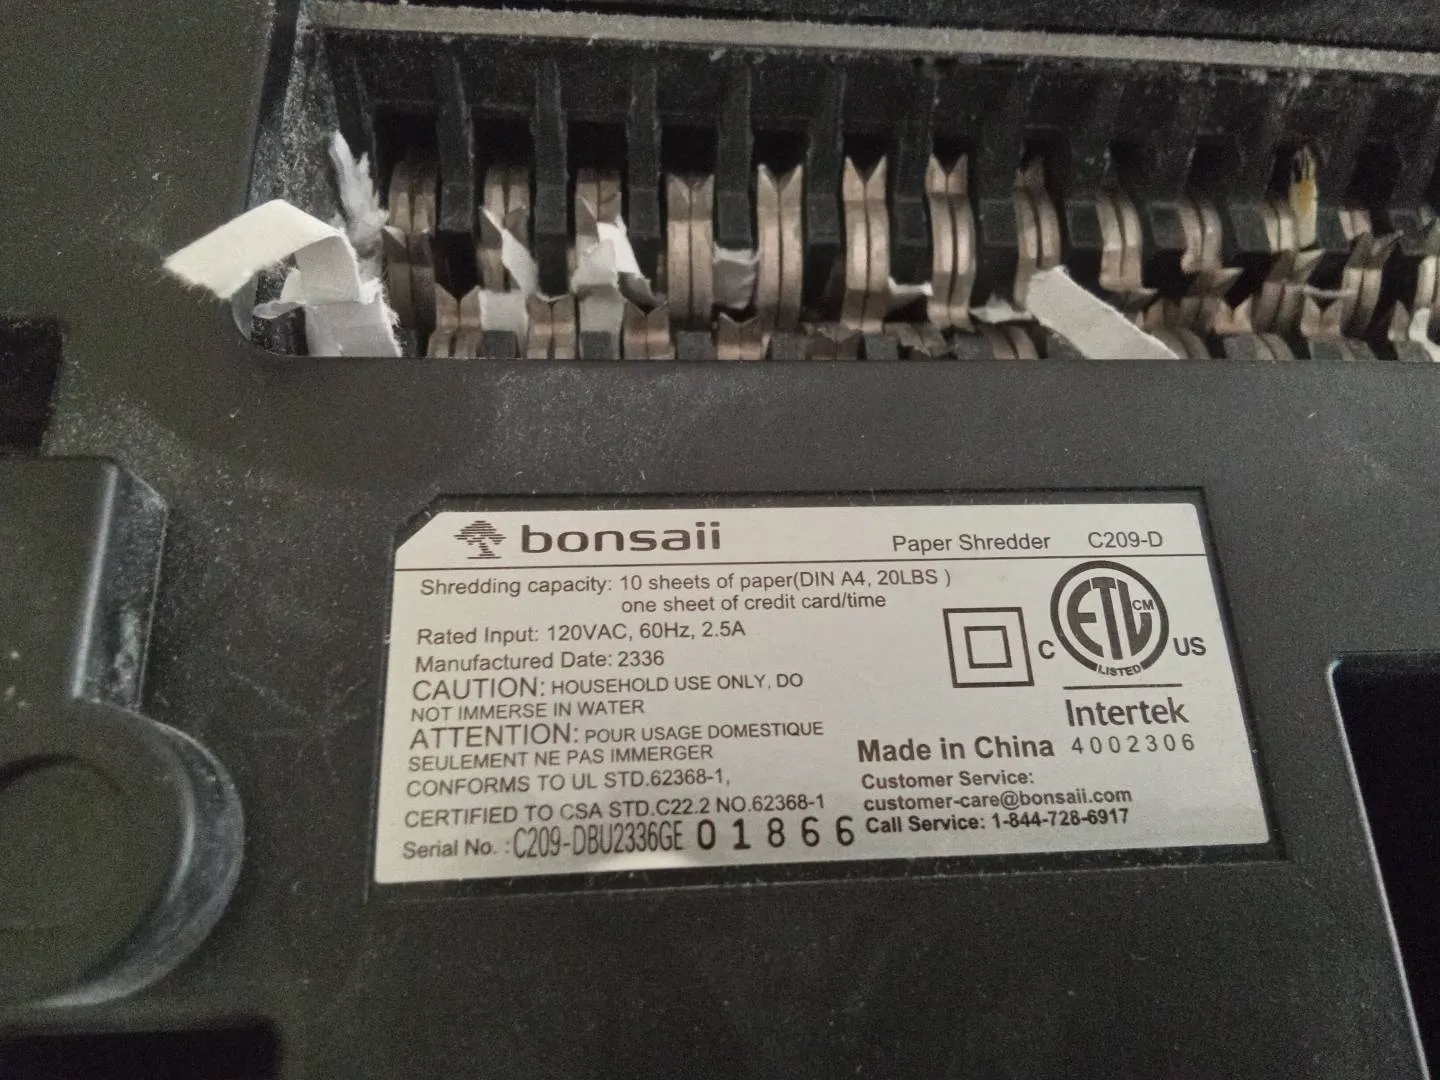 bonsaii
Paper Shredder C209-D
Shredding capacity: 10 sheets of paper(DIN A4, 20LBS )
one sheet of credit card/time
Rated Input: 120VAC, 60Hz, 2.5A
Manufactured Date: 2336
CAUTION: HOUSEHOLD USE ONLY, DO
NOT IMMERSE IN WATER
ATTENTION: POUR USAGE DOMESTIQUE
SEULEMENT NE PAS IMMERGER
CONFORMS TO UL STD.62368-1,
CERTIFIED TO CSA STD.C22.2 NO.62368-1
Serial No. :C209-DBU2336GE 01866
ETL CM
LISTED
C US
Intertek
Made in China 4002306
Customer Service:
customer-care@bonsaii.com
Call Service: 1-844-728-6917